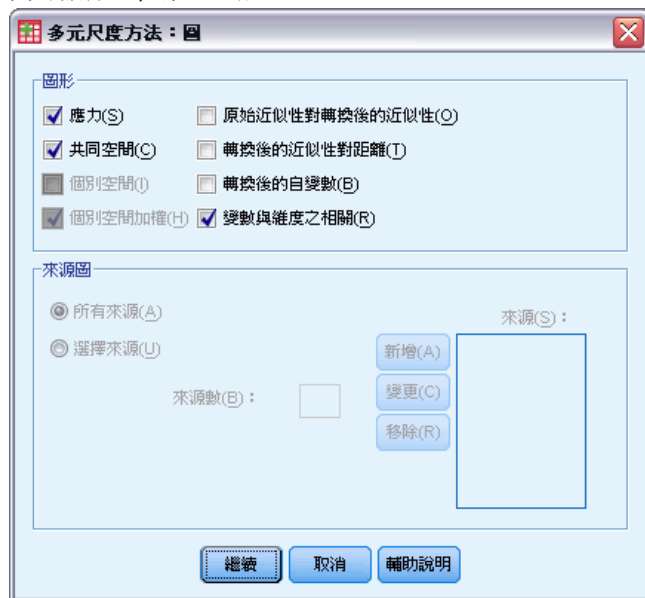 多元尺度方法：圖
圖形
應力(S)
原始近似性對轉換後的近似性(O)
共同空間(C)
轉換後的近似性對距離(T)
個別空間(I)
轉換後的自變數(B)
個別空間加權(H)
變數與維度之相關(R)
來源圖
所有來源(A)
來源(S)：
選擇來源(U)
新增(A)
來源數(B)：
變更(C)
移除(R)
繼續
取消
輔助說明